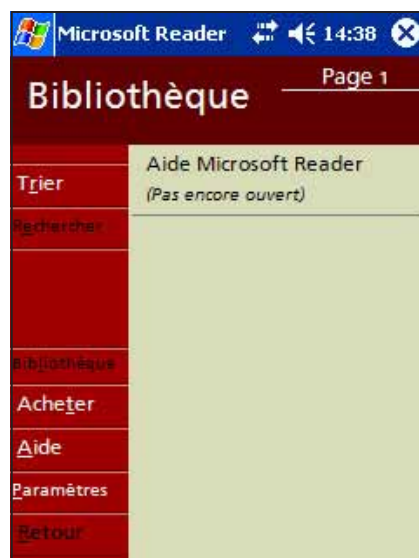 Microsoft Reader 14:38
Bibliothèque
Page 1
Aide Microsoft Reader
(Pas encore ouvert)
Trier
Rechercher
Bibliothèque
Acheter
Aide
Paramètres
Retour